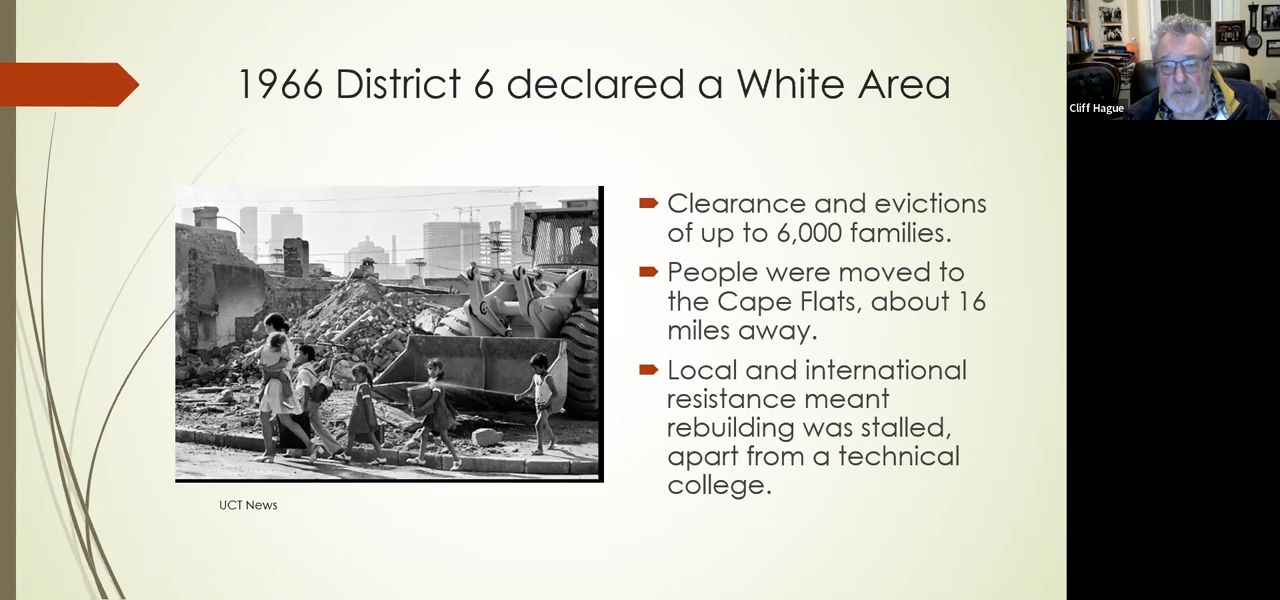 1966 District 6 declared a White Area
Clearance and evictions
of up to 6,000 families.
People were moved to
the Cape Flats, about 16
miles away.
Local and international
resistance meant
rebuilding was stalled,
apart from a technical
college.
UCT News
Cliff Hague